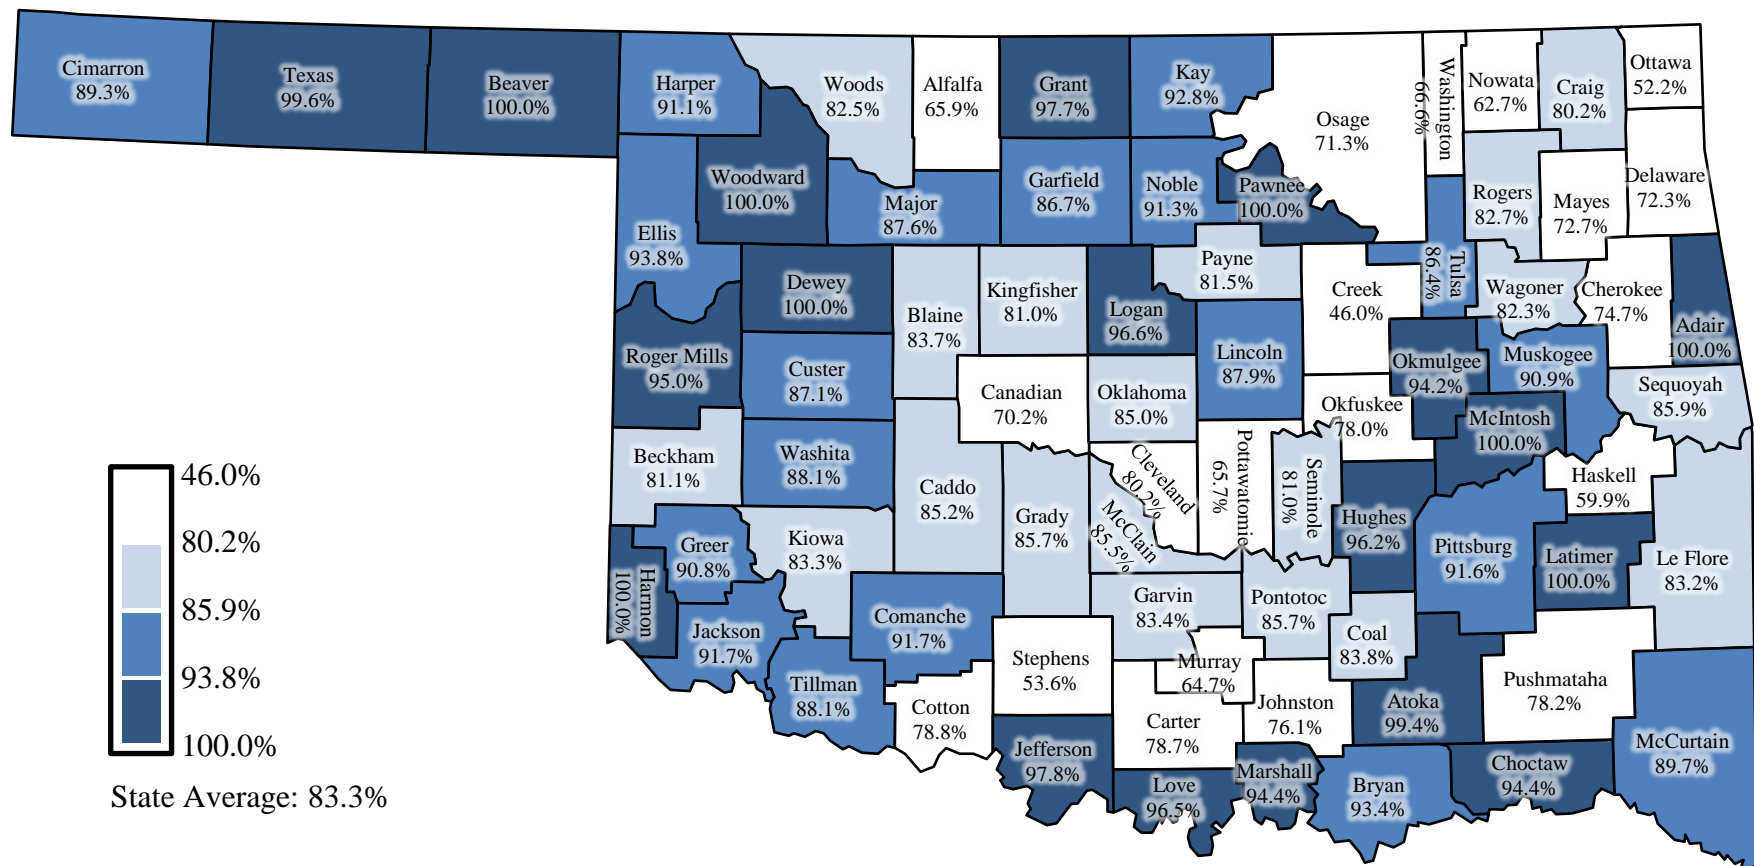 Cimarron
89.3%
Texas
99.6%
Beaver
100.0%
Harper
91.1%
Woods
82.5%
Alfalfa
65.9%
Grant
97.7%
Kay
92.8%
Osage
71.3%
Washington
66.6%
Nowata
62.7%
Craig
80.2%
Ottawa
52.2%
Woodward
100.0%
Major
87.6%
Garfield
86.7%
Noble
91.3%
Pawnee
100.0%
Rogers
82.7%
Mayes
72.7%
Delaware
72.3%
Ellis
93.8%
Dewey
100.0%
Blaine
83.7%
Kingfisher
81.0%
Logan
96.6%
Payne
81.5%
Creek
46.0%
Tulsa
86.4%
Wagoner
82.3%
Cherokee
74.7%
Adair
100.0%
Roger Mills
95.0%
Custer
87.1%
Canadian
70.2%
Oklahoma
85.0%
Lincoln
87.9%
Okfuskee
78.0%
Okmulgee
94.2%
Muskogee
90.9%
McIntosh
100.0%
Sequoyah
85.9%
Beckham
81.1%
Washita
88.1%
Caddo
85.2%
Grady
85.7%
Cleveland
80.2%
McClain
85.5%
Pottawatomie
65.7%
Seminole
81.0%
Hughes
96.2%
Pittsburg
91.6%
Haskell
59.9%
Latimer
100.0%
Le Flore
83.2%
Harmon
100.0%
Greer
90.8%
Kiowa
83.3%
Jackson
91.7%
Tillman
88.1%
Comanche
91.7%
Cotton
78.8%
Stephens
53.6%
Jefferson
97.8%
Garvin
83.4%
Murray
64.7%
Carter
78.7%
Love
96.5%
Pontotoc
85.7%
Johnston
76.1%
Marshall
94.4%
Coal
83.8%
Atoka
99.4%
Bryan
93.4%
Pushmataha
78.2%
Choctaw
94.4%
McCurtain
89.7%
46.0%
80.2%
85.9%
93.8%
100.0%
State Average: 83.3%